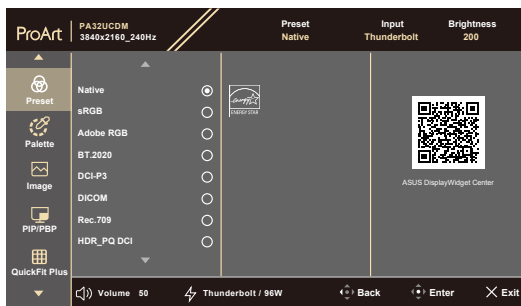 ProArt
PA32UCDM
3840x2160_240Hz
Preset
Native
Input
Thunderbolt
Brightness
200
Preset
Palette
Image
PIP/PBP
QuickFit Plus
Native
sRGB
Adobe RGB
BT.2020
DCI-P3
DICOM
Rec.709
HDR_PQ DCI
energy
ENERGY STAR
ASUS DisplayWidget Center
Volume 50
Thunderbolt / 96W
Back
Enter
Exit